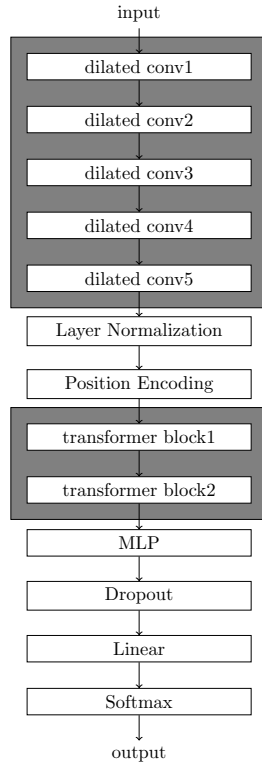 input
dilated conv1
dilated conv2
dilated conv3
dilated conv4
dilated conv5
Layer Normalization
Position Encoding
transformer block1
transformer block2
MLP
Dropout
Linear
Softmax
output